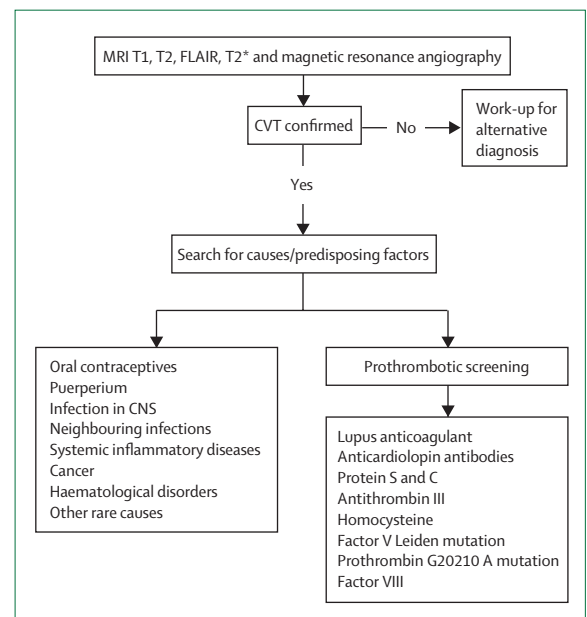 MRI T1, T2, FLAIR, T2* and magnetic resonance angiography
CVT confirmed
No
Work-up for
alternative
diagnosis
Yes
Search for causes/predisposing factors
Oral contraceptives
Puerperium
Infection in CNS
Neighbouring infections
Systemic inflammatory diseases
Cancer
Haematological disorders
Other rare causes
Prothrombotic screening
Lupus anticoagulant
Anticardiolopin antibodies
Protein S and C
Antithrombin III
Homocysteine
Factor V Leiden mutation
Prothrombin G20210 A mutation
Factor VIII